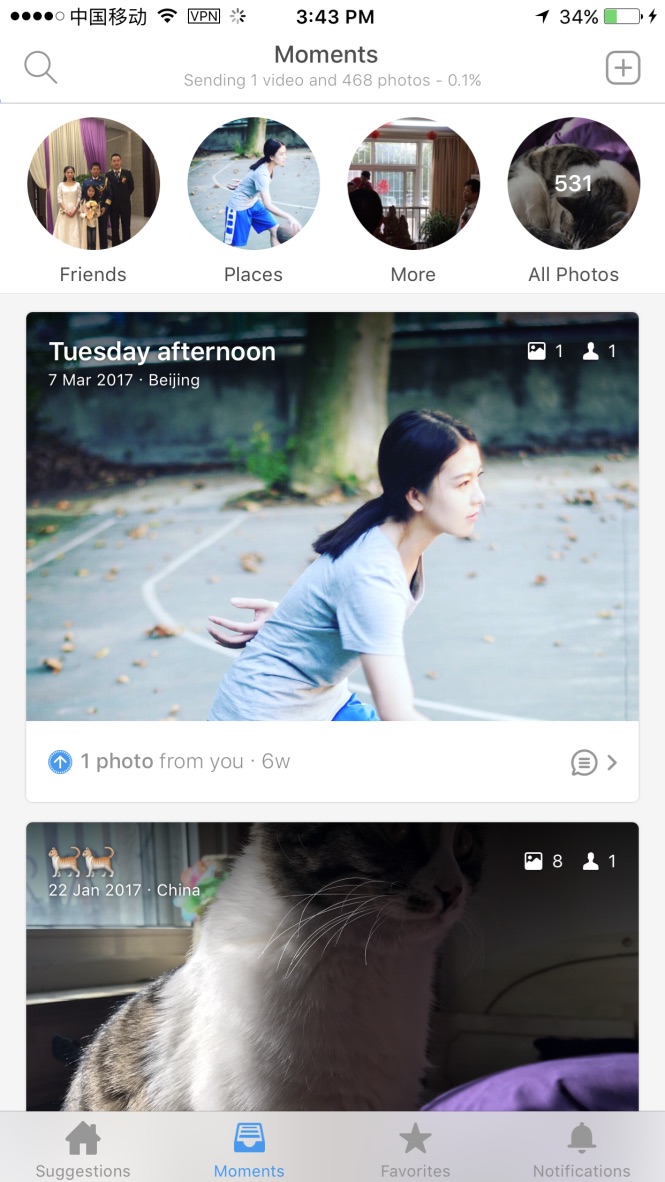 中国移动 VPN 3:43 PM 34%
Moments
Sending 1 video and 468 photos - 0.1%
531
Friends Places More All Photos
Tuesday afternoon 1 1
7 Mar 2017 · Beijing
1 photo from you · 6w
🐈🐈 8 1
22 Jan 2017 · China
Suggestions Moments Favorites Notifications